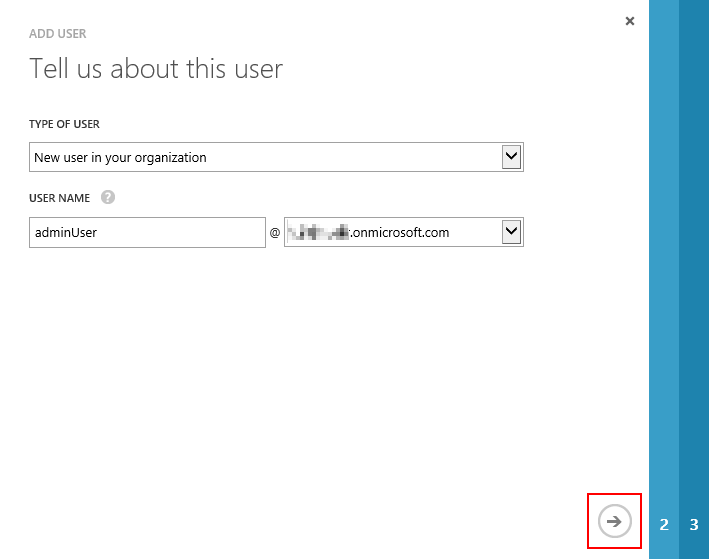 ADD USER
Tell us about this user
TYPE OF USER
New user in your organization
USER NAME ?
adminUser @ .onmicrosoft.com
2 3